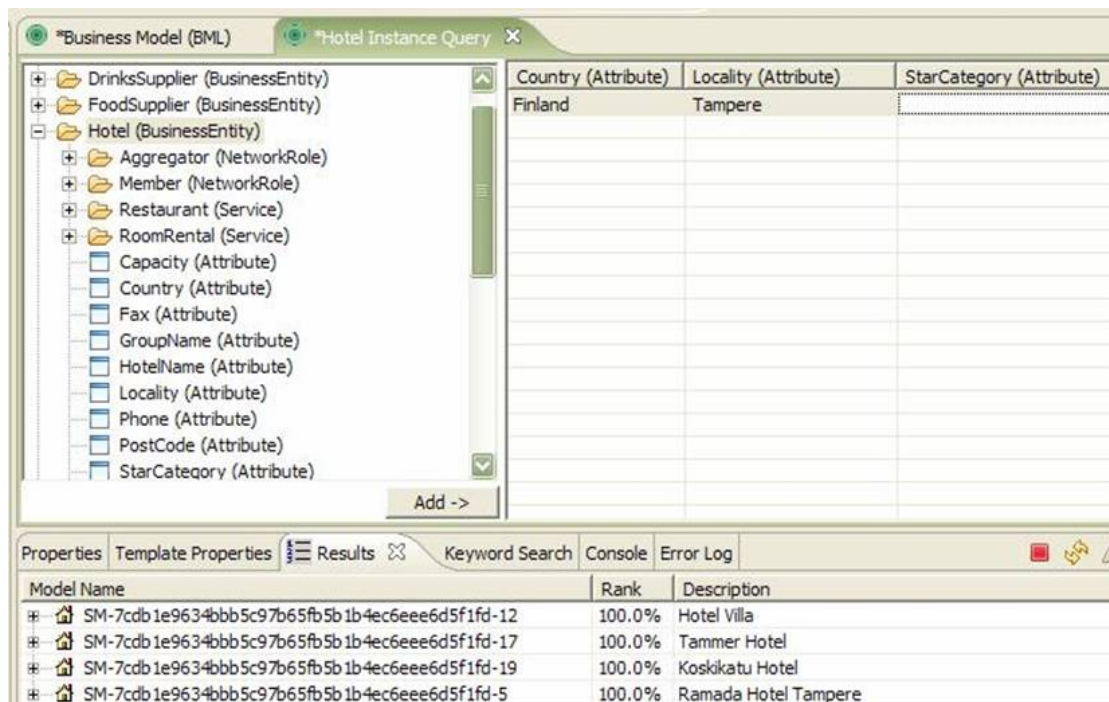 *Business Model (BML)
*Hotel Instance Query
DrinksSupplier (BusinessEntity)
FoodSupplier (BusinessEntity)
Hotel (BusinessEntity)
Aggregator (NetworkRole)
Member (NetworkRole)
Restaurant (Service)
RoomRental (Service)
Capacity (Attribute)
Country (Attribute)
Fax (Attribute)
GroupName (Attribute)
HotelName (Attribute)
Locality (Attribute)
Phone (Attribute)
PostCode (Attribute)
StarCategory (Attribute)
Add ->
Country (Attribute) Locality (Attribute) StarCategory (Attribute)
Finland Tampere
Properties Template Properties Results Keyword Search Console Error Log
Model Name Rank Description
SM-7cdb1e9634bbb5c97b65fb5b1b4ec6eee6d5f1fd-12 100.0% Hotel Villa
SM-7cdb1e9634bbb5c97b65fb5b1b4ec6eee6d5f1fd-17 100.0% Tammer Hotel
SM-7cdb1e9634bbb5c97b65fb5b1b4ec6eee6d5f1fd-19 100.0% Koskikatu Hotel
SM-7cdb1e9634bbb5c97b65fb5b1b4ec6eee6d5f1fd-5 100.0% Ramada Hotel Tampere